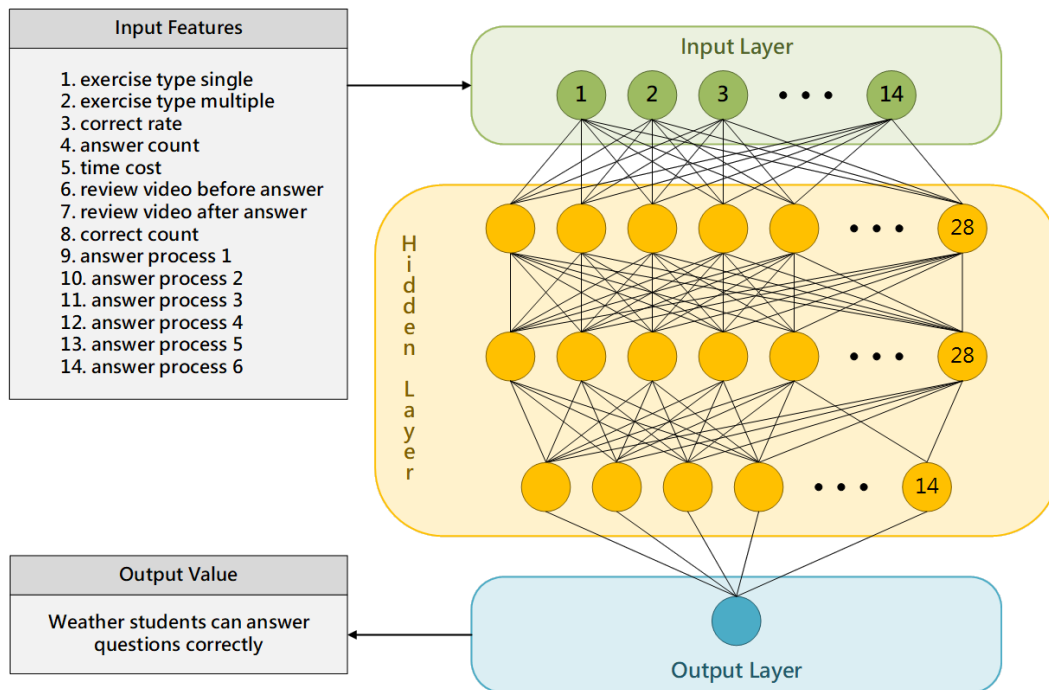 Input Features
1. exercise type single
2. exercise type multiple
3. correct rate
4. answer count
5. time cost
6. review video before answer
7. review video after answer
8. correct count
9. answer process 1
10. answer process 2
11. answer process 3
12. answer process 4
13. answer process 5
14. answer process 6
Input Layer
1 2 3 • • • 14
Hidden Layer
• • • 28
• • • 28
• • • 14
Output Value
Weather students can answer
questions correctly
Output Layer